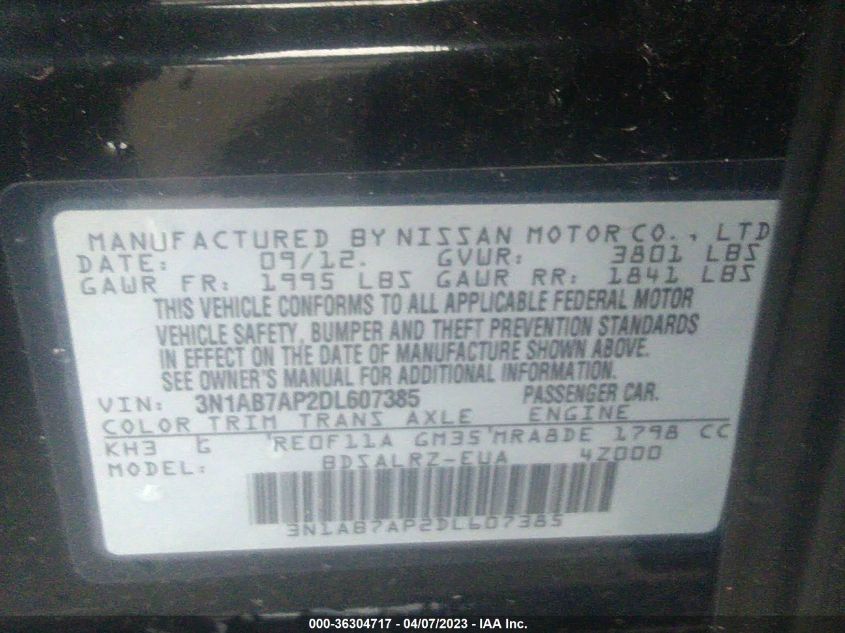 MANUFACTURED BY NISSAN MOTOR CO., LTD
DATE: 09/12. GVWR: 3801 LBS
GAWR FR: 1995 LBS GAWR RR: 1841 LBS
THIS VEHICLE CONFORMS TO ALL APPLICABLE FEDERAL MOTOR
VEHICLE SAFETY, BUMPER AND THEFT PREVENTION STANDARDS
IN EFFECT ON THE DATE OF MANUFACTURE SHOWN ABOVE.
SEE OWNER'S MANUAL FOR ADDITIONAL INFORMATION.
VIN: 3N1AB7AP2DL607385 PASSENGER CAR.
COLOR TRIM TRANS AXLE ENGINE
KH3 G RE0F11A GM35 MRA8DE 1798 CC
MODEL: BDSALRZ-EUA 4Z000
3N1AB7AP2DL607385
000-36304717 - 04/07/2023 - IAA Inc.